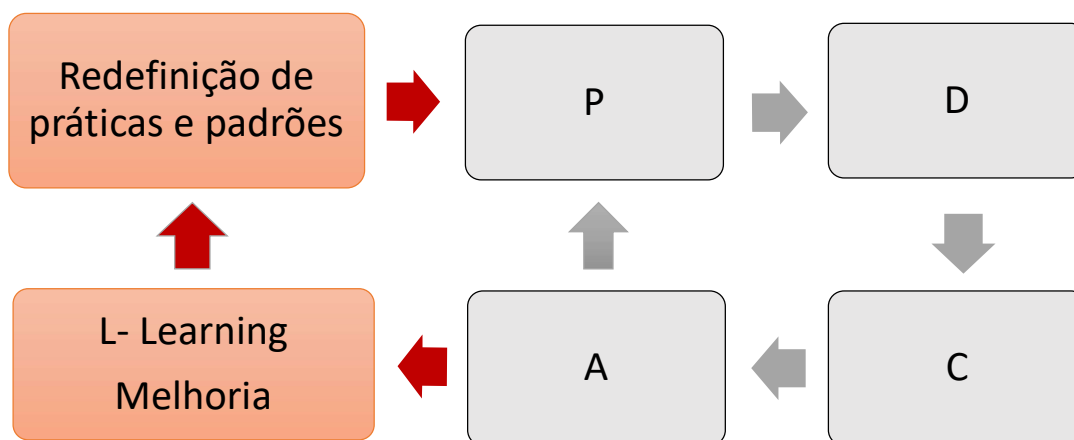 Redefinição de
práticas e padrões
P
D
L- Learning
Melhoria
A
C